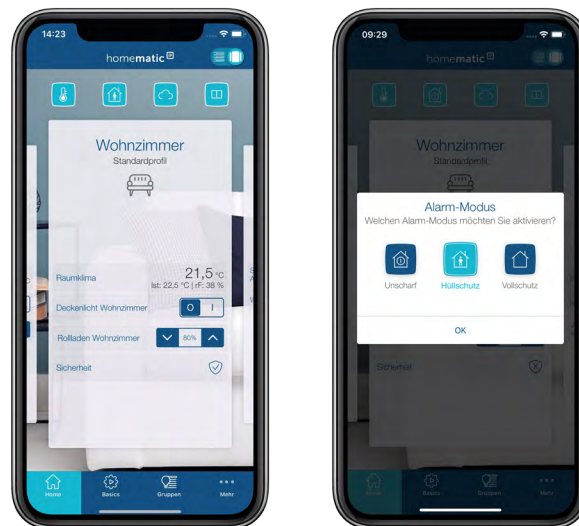 14:23
homematic IP
Wohnzimmer
Standardprofil
Raumklima
21,5 °C
Ist: 22,5 °C | rF: 38 %
Deckenlicht Wohnzimmer
O I
Rollladen Wohnzimmer
80%
Sicherheit
Home
Basics
Gruppen
Mehr
09:29
homematic IP
Wohnzimmer
Standardprofil
Alarm-Modus
Welchen Alarm-Modus möchten Sie aktivieren?
Unscharf
Hüllschutz
Vollschutz
OK
Sicherheit
Home
Basics
Gruppen
Mehr